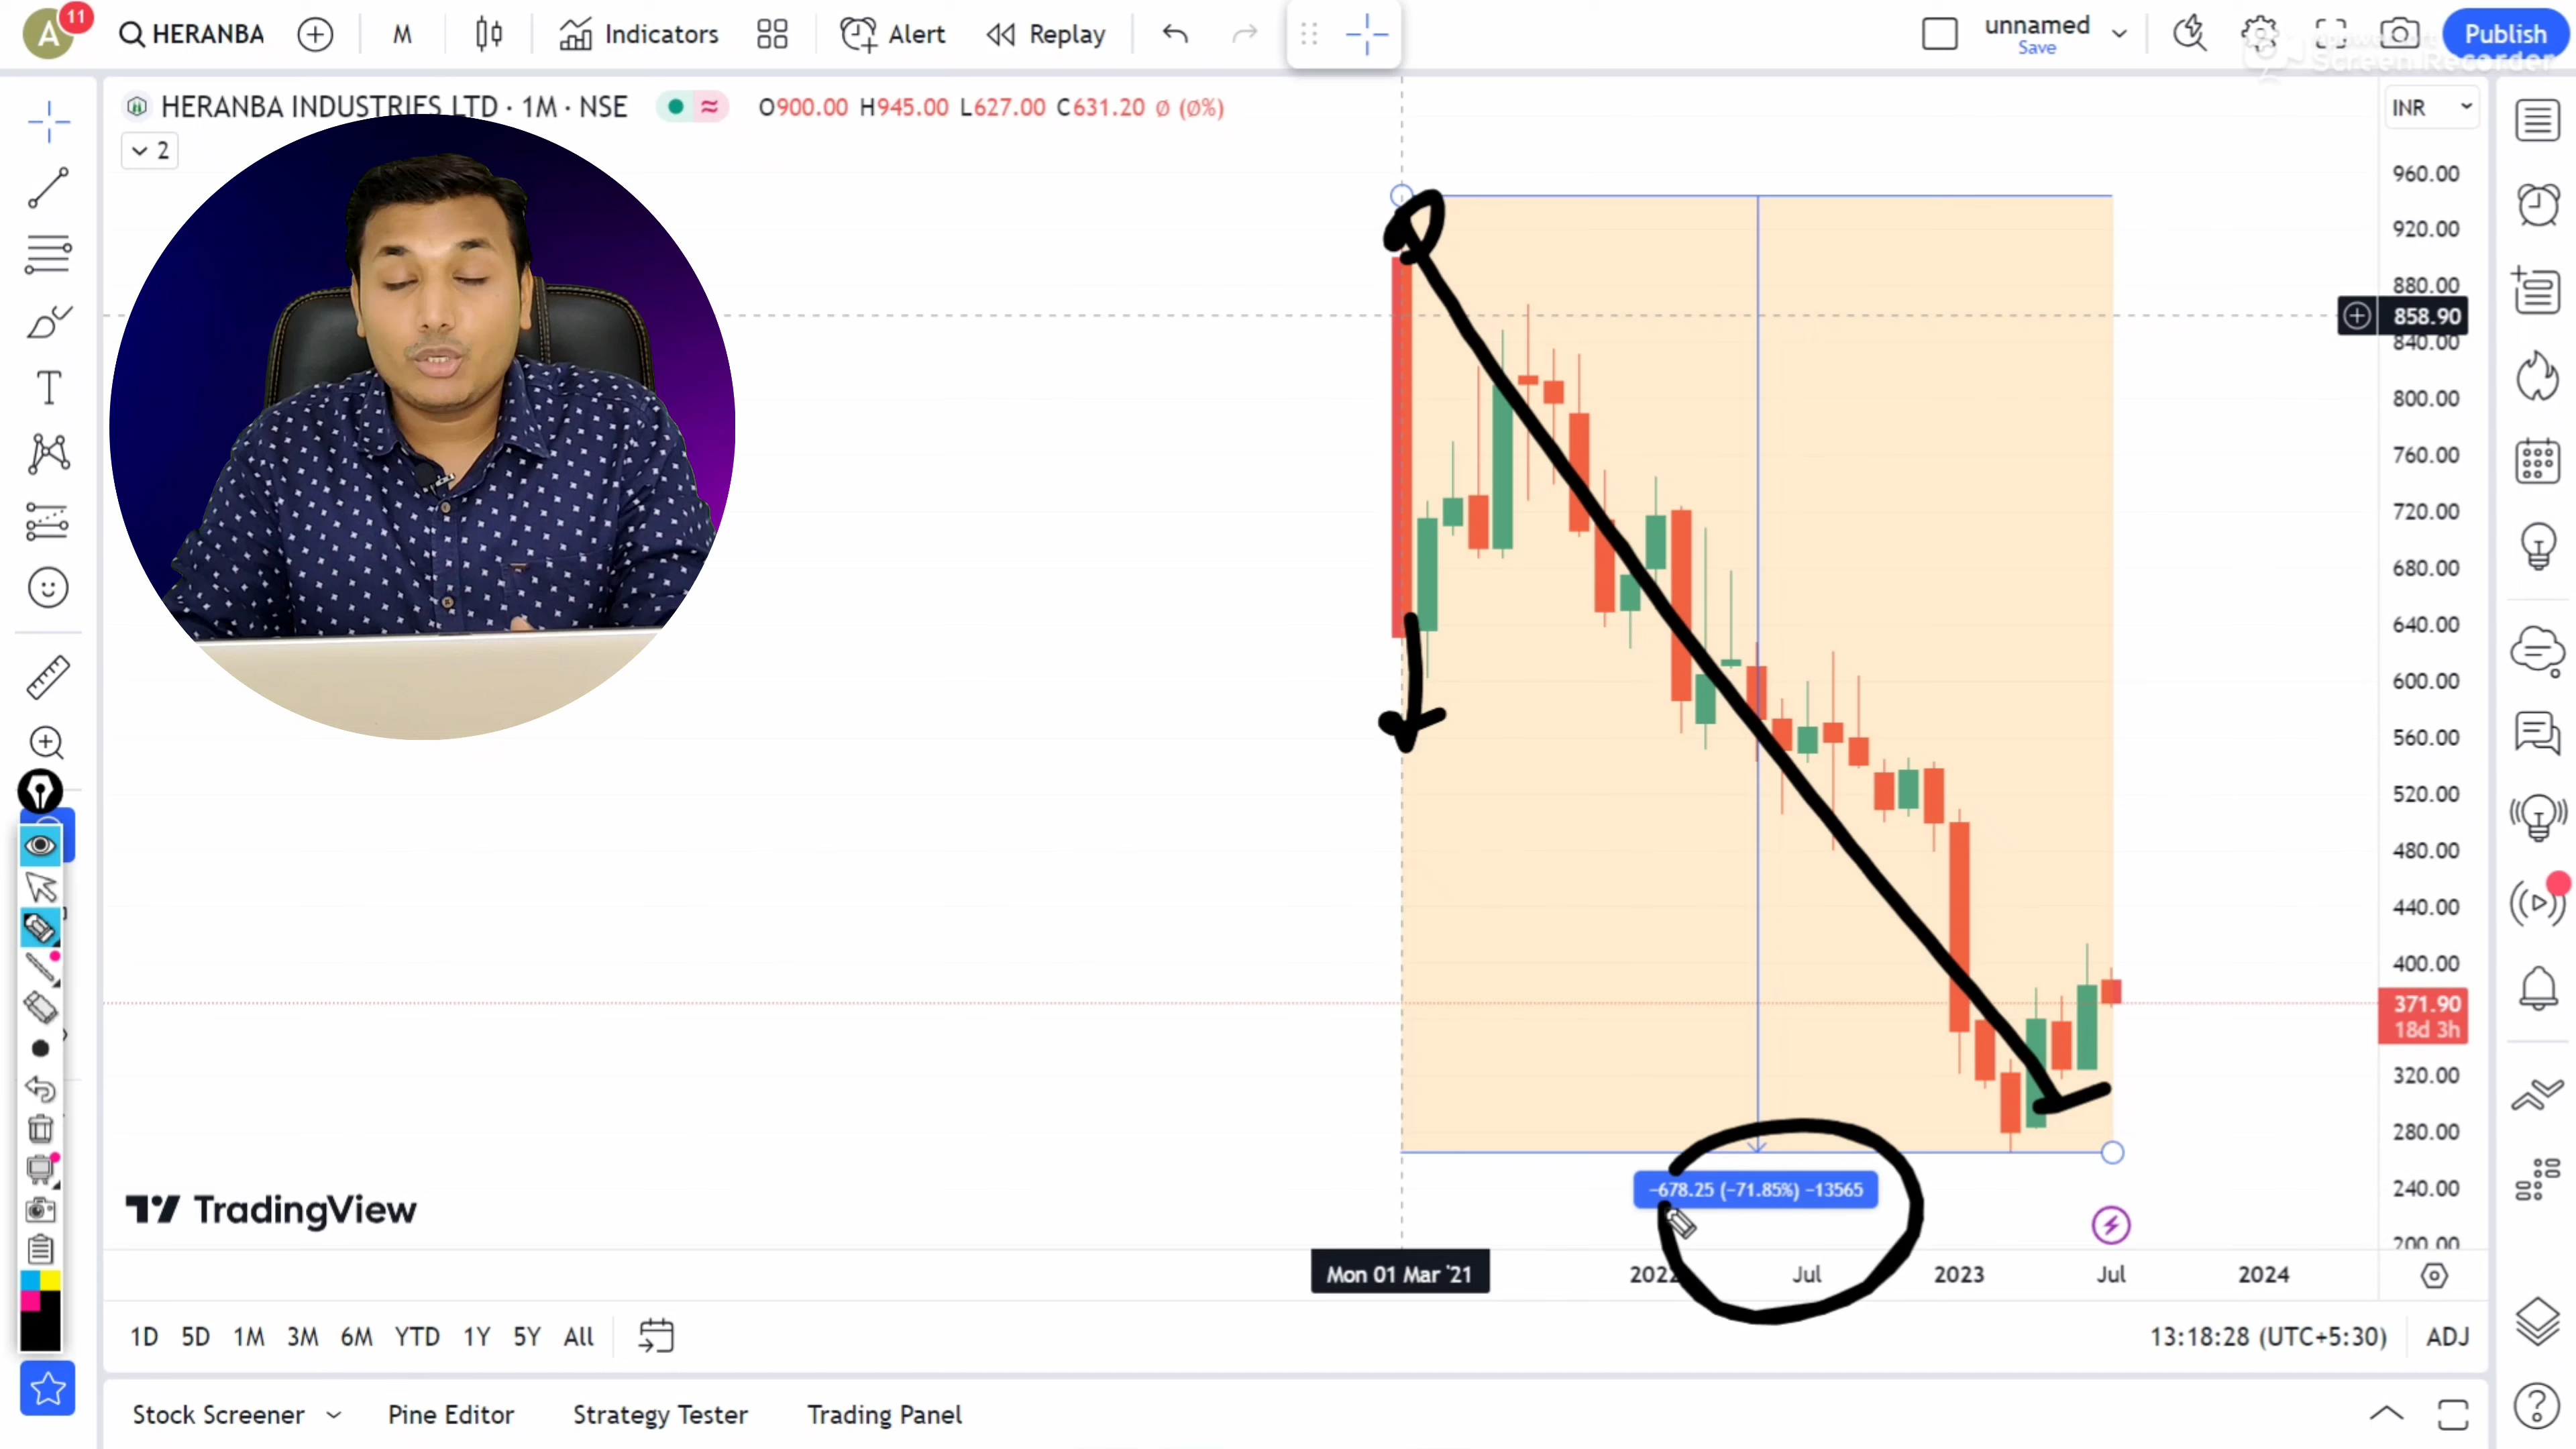 A 11 HERANBA M Indicators Alert Replay unnamed Save Publish
Screen Recorder
HERANBA INDUSTRIES LTD · 1M · NSE O900.00 H945.00 L627.00 C631.20 ∅ (∅%)
INR
2
960.00
920.00
880.00
858.90
840.00
800.00
760.00
720.00
680.00
640.00
600.00
560.00
520.00
480.00
440.00
400.00
371.90
18d 3h
320.00
280.00
−678.25 (−71.85%) −13565
240.00
TradingView
200.00
Mon 01 Mar '21 2022 Jul 2023 Jul 2024
1D 5D 1M 3M 6M YTD 1Y 5Y All 13:18:28 (UTC+5:30) ADJ
Stock Screener Pine Editor Strategy Tester Trading Panel